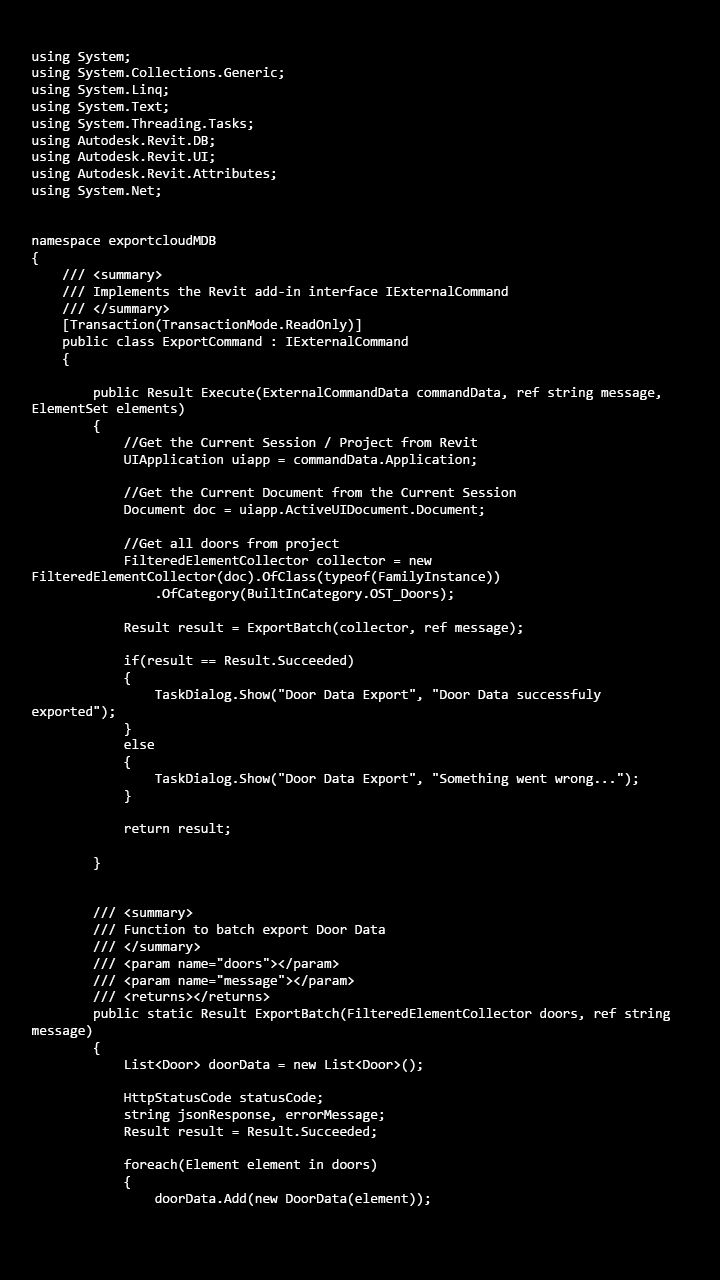 using System;
using System.Collections.Generic;
using System.Linq;
using System.Text;
using System.Threading.Tasks;
using Autodesk.Revit.DB;
using Autodesk.Revit.UI;
using Autodesk.Revit.Attributes;
using System.Net;


namespace exportcloudMDB
{
    /// <summary>
    /// Implements the Revit add-in interface IExternalCommand
    /// </summary>
    [Transaction(TransactionMode.ReadOnly)]
    public class ExportCommand : IExternalCommand
    {

        public Result Execute(ExternalCommandData commandData, ref string message,
ElementSet elements)
        {
            //Get the Current Session / Project from Revit
            UIApplication uiapp = commandData.Application;

            //Get the Current Document from the Current Session
            Document doc = uiapp.ActiveUIDocument.Document;

            //Get all doors from project
            FilteredElementCollector collector = new
FilteredElementCollector(doc).OfClass(typeof(FamilyInstance))
                .OfCategory(BuiltInCategory.OST_Doors);

            Result result = ExportBatch(collector, ref message);

            if(result == Result.Succeeded)
            {
                TaskDialog.Show("Door Data Export", "Door Data successfuly
exported");
            }
            else
            {
                TaskDialog.Show("Door Data Export", "Something went wrong...");
            }

            return result;

        }


        /// <summary>
        /// Function to batch export Door Data
        /// </summary>
        /// <param name="doors"></param>
        /// <param name="message"></param>
        /// <returns></returns>
        public static Result ExportBatch(FilteredElementCollector doors, ref string
message)
        {
            List<Door> doorData = new List<Door>();

            HttpStatusCode statusCode;
            string jsonResponse, errorMessage;
            Result result = Result.Succeeded;

            foreach(Element element in doors)
            {
                doorData.Add(new DoorData(element));